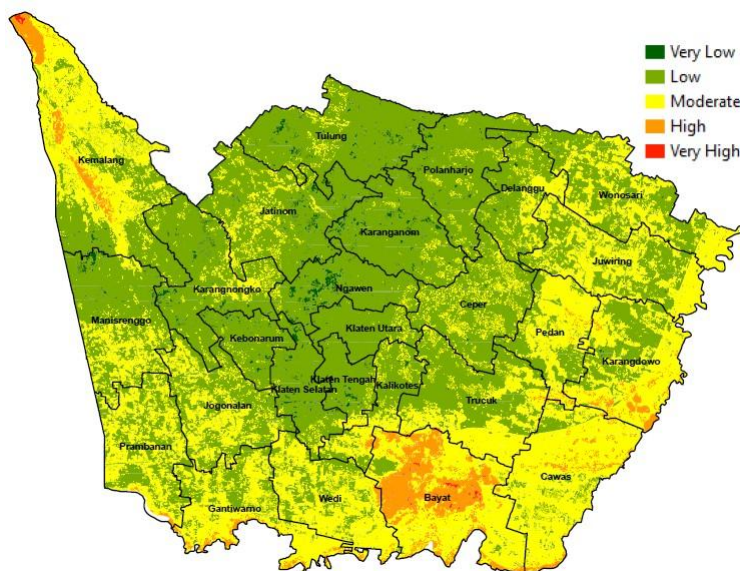 Very Low
Low
Moderate
High
Very High
Tulung
Kemalang
Polanharjo
Delanggu
Wonosari
Jatinom
Karanganom
Juwiring
Karangnongko
Ngawen
Ceper
Manisrenggo
Klaten Utara
Pedan
Kebonarum
Karangdowo
Klaten Tengah
Klaten Selatan
Kalikotes
Jogonalan
Trucuk
Prambanan
Cawas
Wedi
Bayat
Gantiwarno